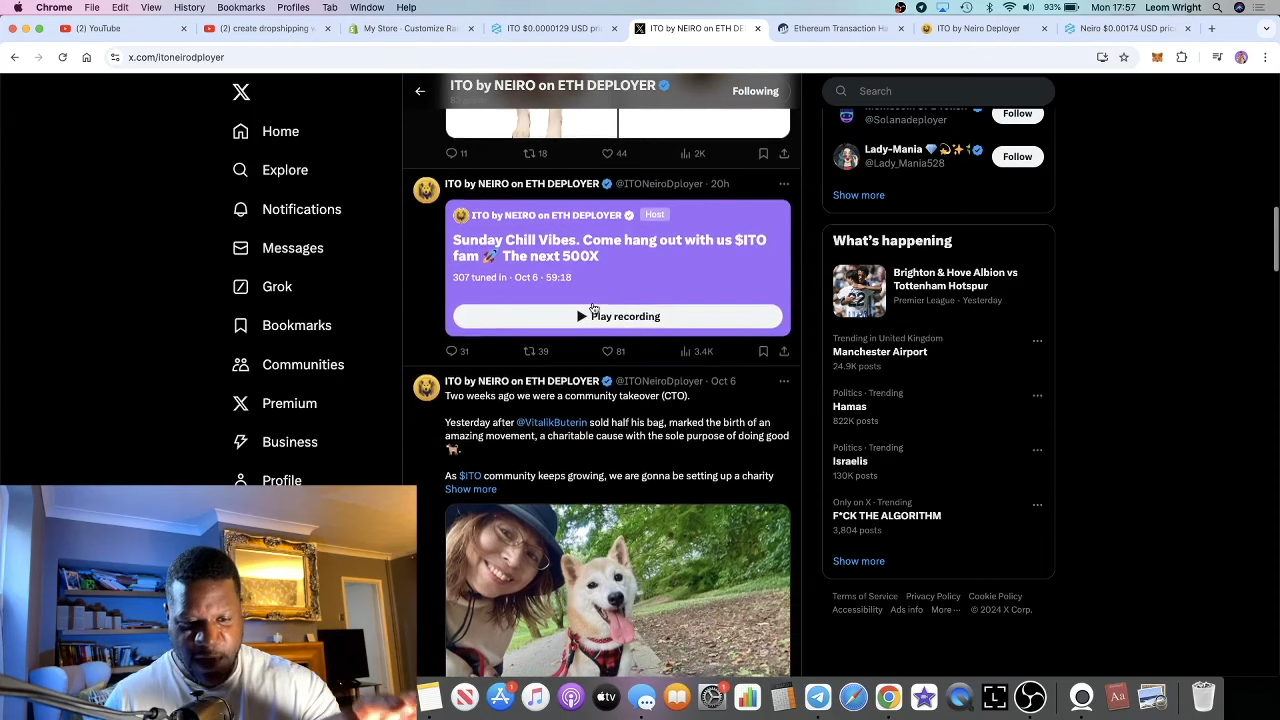 Chrome File Edit View History Bookmarks Profiles Tab Window Help
93% Mon 17:57 Leon Wright
(2) YouTube
(2) create dropshipping w
My Store · Customize Ra
ITO $0.0000129 USD pri
ITO by NEIRO on ETH DE
Ethereum Transaction Ha
ITO by Neiro Deployer
Neiro $0.00174 USD pric
x.com/itoneirodployer
ITO by NEIRO on ETH DEPLOYER
Following
Search
Home
Explore
Notifications
Messages
Grok
Bookmarks
Communities
Premium
Business
Profile
11 18 44 2K
ITO by NEIRO on ETH DEPLOYER @ITONeiroDployer · 20h
ITO by NEIRO on ETH DEPLOYER Host
Sunday Chill Vibes. Come hang out with us $ITO
fam 🚀 The next 500X
307 tuned in · Oct 6 · 59:18
Play recording
31 39 81 3.4K
ITO by NEIRO on ETH DEPLOYER @ITONeiroDployer · Oct 6
Two weeks ago we were a community takeover (CTO).
Yesterday after @VitalikButerin sold half his bag, marked the birth of an
amazing movement, a charitable cause with the sole purpose of doing good
🐕.
As $ITO community keeps growing, we are gonna be setting up a charity
Show more
@Solanadeployer
Follow
Lady-Mania
@Lady_Mania528
Follow
Show more
What's happening
Brighton & Hove Albion vs
Tottenham Hotspur
Premier League · Yesterday
Trending in United Kingdom
Manchester Airport
24.9K posts
Politics · Trending
Hamas
822K posts
Politics · Trending
Israelis
130K posts
Only on X · Trending
F*CK THE ALGORITHM
3,804 posts
Show more
Terms of Service Privacy Policy Cookie Policy
Accessibility Ads info More ··· © 2024 X Corp.